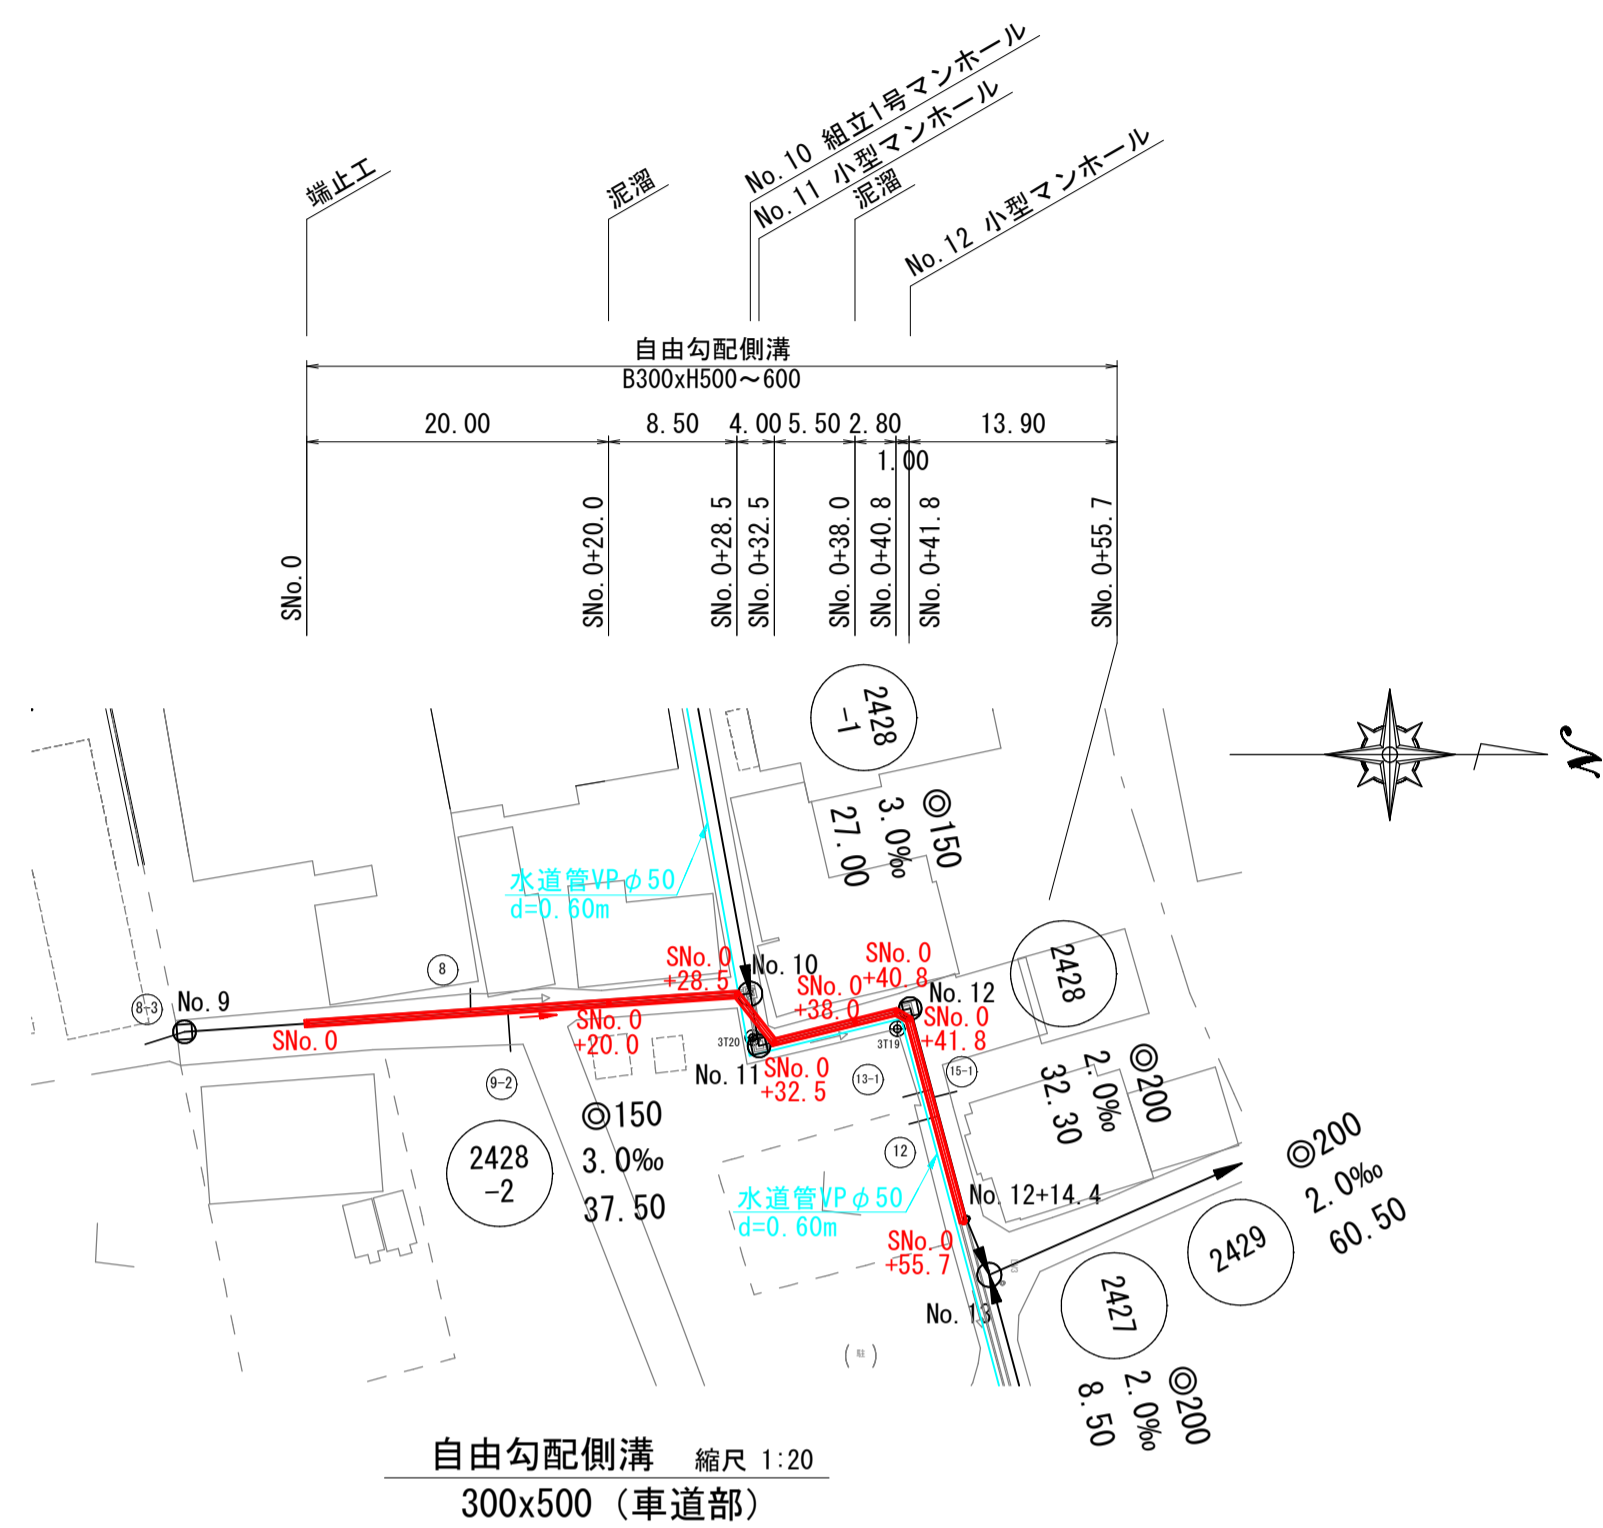 No.10 組立1号マンホール
No.11 小型マンホール
端止工
泥溜
泥溜
No.12 小型マンホール
自由勾配側溝
B300xH500～600
20.00
8.50
4.00
5.50
2.80
13.90
1.00
SNo.0
SNo.0+20.0
SNo.0+28.5
SNo.0+32.5
SNo.0+38.0
SNo.0+40.8
SNo.0+41.8
SNo.0+55.7
2428
-1
N
◎150
3.0‰
27.00
水道管VPφ50
d=0.60m
8
8-3
No.9
SNo.0
SNo.0
+28.5
No.10
SNo.0
+38.0
SNo.0
+40.8
No.12
2428
SNo.0
+20.0
3T20
No.11
SNo.0
+32.5
3T19
SNo.0
+41.8
9-2
13-1
15-1
◎200
2.0‰
32.30
2428
-2
◎150
3.0‰
37.50
12
水道管VPφ50
d=0.60m
No.12+14.4
SNo.0
+55.7
No.13
◎200
2.0‰
60.50
2429
2427
◎200
2.0‰
8.50
(駐)
自由勾配側溝 縮尺 1:20
300x500（車道部）